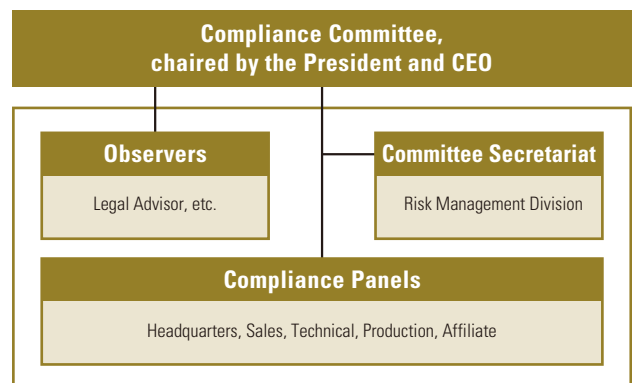 Compliance Committee,
chaired by the President and CEO
Observers
Legal Advisor, etc.
Committee Secretariat
Risk Management Division
Compliance Panels
Headquarters, Sales, Technical, Production, Affiliate